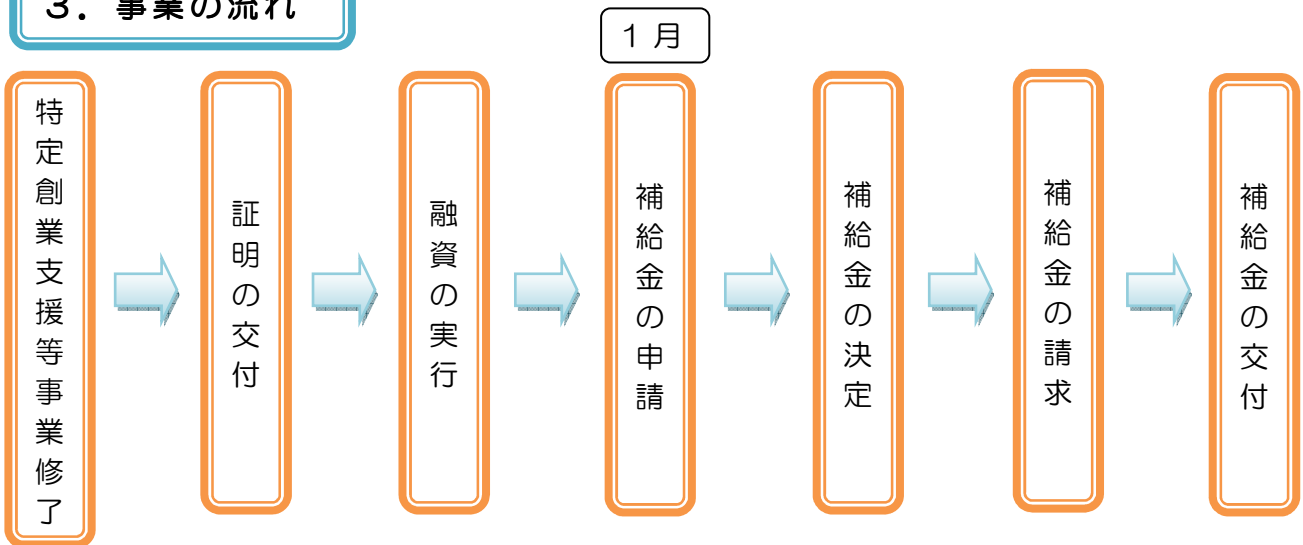 ３．事業の流れ
１月
特定創業支援等事業修了
証明の交付
融資の実行
補給金の申請
補給金の決定
補給金の請求
補給金の交付